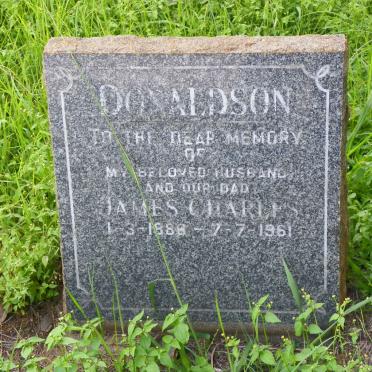 DONALDSON
TO THE DEAR MEMORY
OF
MY BELOVED HUSBAND
AND OUR DAD
JAMES CHARLES
1-3-1888 - 7-7-1961